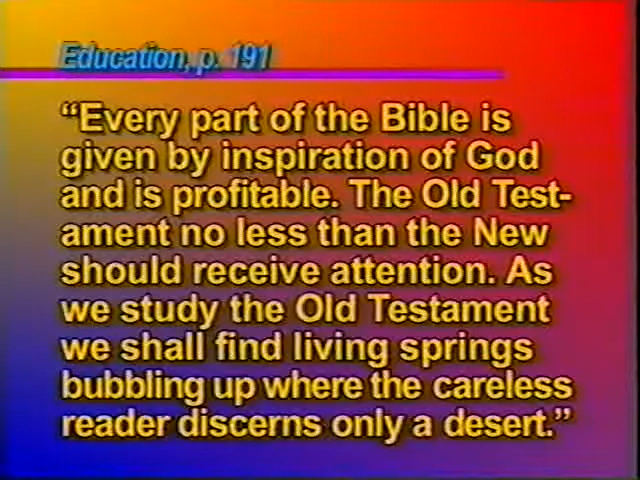 Education, p. 191
“Every part of the Bible is
given by inspiration of God
and is profitable. The Old Test-
ament no less than the New
should receive attention. As
we study the Old Testament
we shall find living springs
bubbling up where the careless
reader discerns only a desert.”